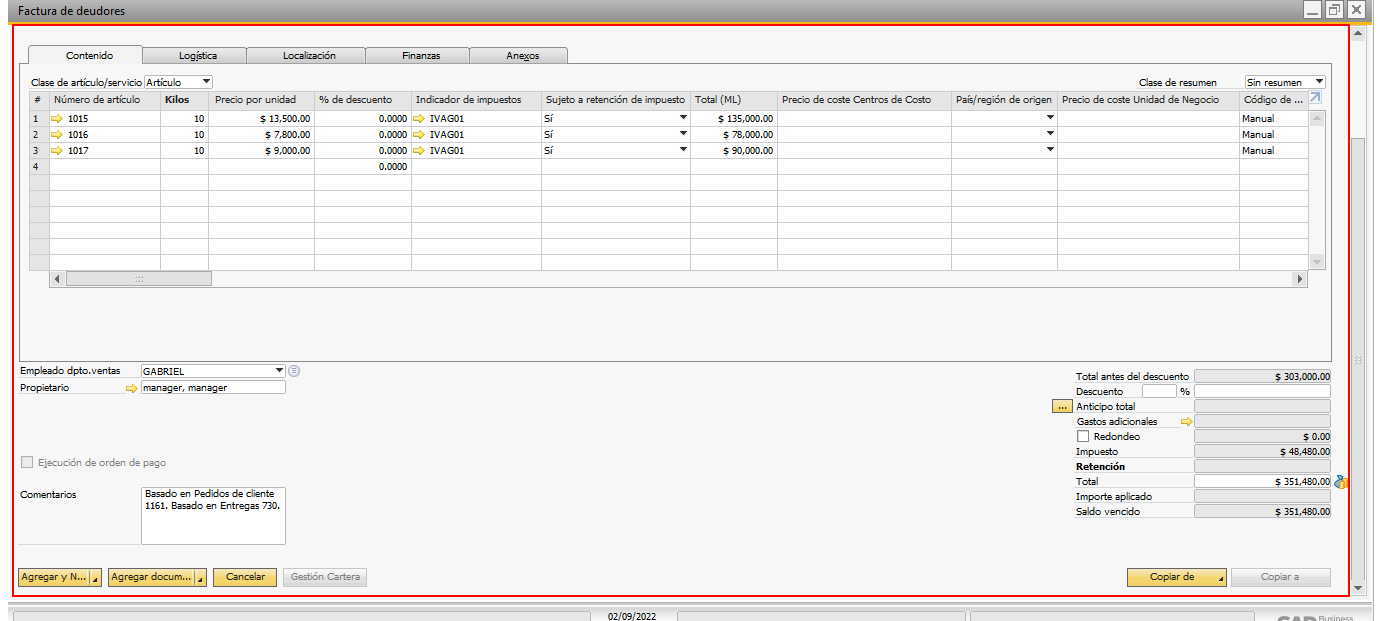 Factura de deudores
Contenido Logística Localización Finanzas Anexos
Clase de artículo/servicio Artículo Clase de resumen Sin resumen
# Número de artículo Kilos Precio por unidad % de descuento Indicador de impuestos Sujeto a retención de impuesto Total (ML) Precio de coste Centros de Costo País/región de origen Precio de coste Unidad de Negocio Código de ...
1 1015 10 $ 13,500.00 0.0000 IVAG01 Sí $ 135,000.00 Manual
2 1016 10 $ 7,800.00 0.0000 IVAG01 Sí $ 78,000.00 Manual
3 1017 10 $ 9,000.00 0.0000 IVAG01 Sí $ 90,000.00 Manual
4 0.0000
Empleado dpto.ventas GABRIEL
Propietario manager, manager
Total antes del descuento $ 303,000.00
Descuento %
... Anticipo total
Gastos adicionales
Redondeo $ 0.00
Impuesto $ 48,480.00
Retención
Total $ 351,480.00
Importe aplicado
Saldo vencido $ 351,480.00
Ejecución de orden de pago
Comentarios Basado en Pedidos de cliente
1161. Basado en Entregas 730.
Agregar y N... Agregar docum... Cancelar Gestión Cartera Copiar de Copiar a
02/09/2022 SAP Business